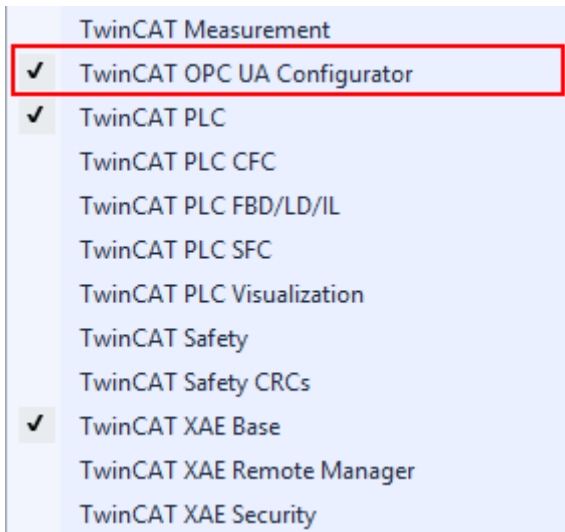 TwinCAT Measurement
TwinCAT OPC UA Configurator
TwinCAT PLC
TwinCAT PLC CFC
TwinCAT PLC FBD/LD/IL
TwinCAT PLC SFC
TwinCAT PLC Visualization
TwinCAT Safety
TwinCAT Safety CRCs
TwinCAT XAE Base
TwinCAT XAE Remote Manager
TwinCAT XAE Security